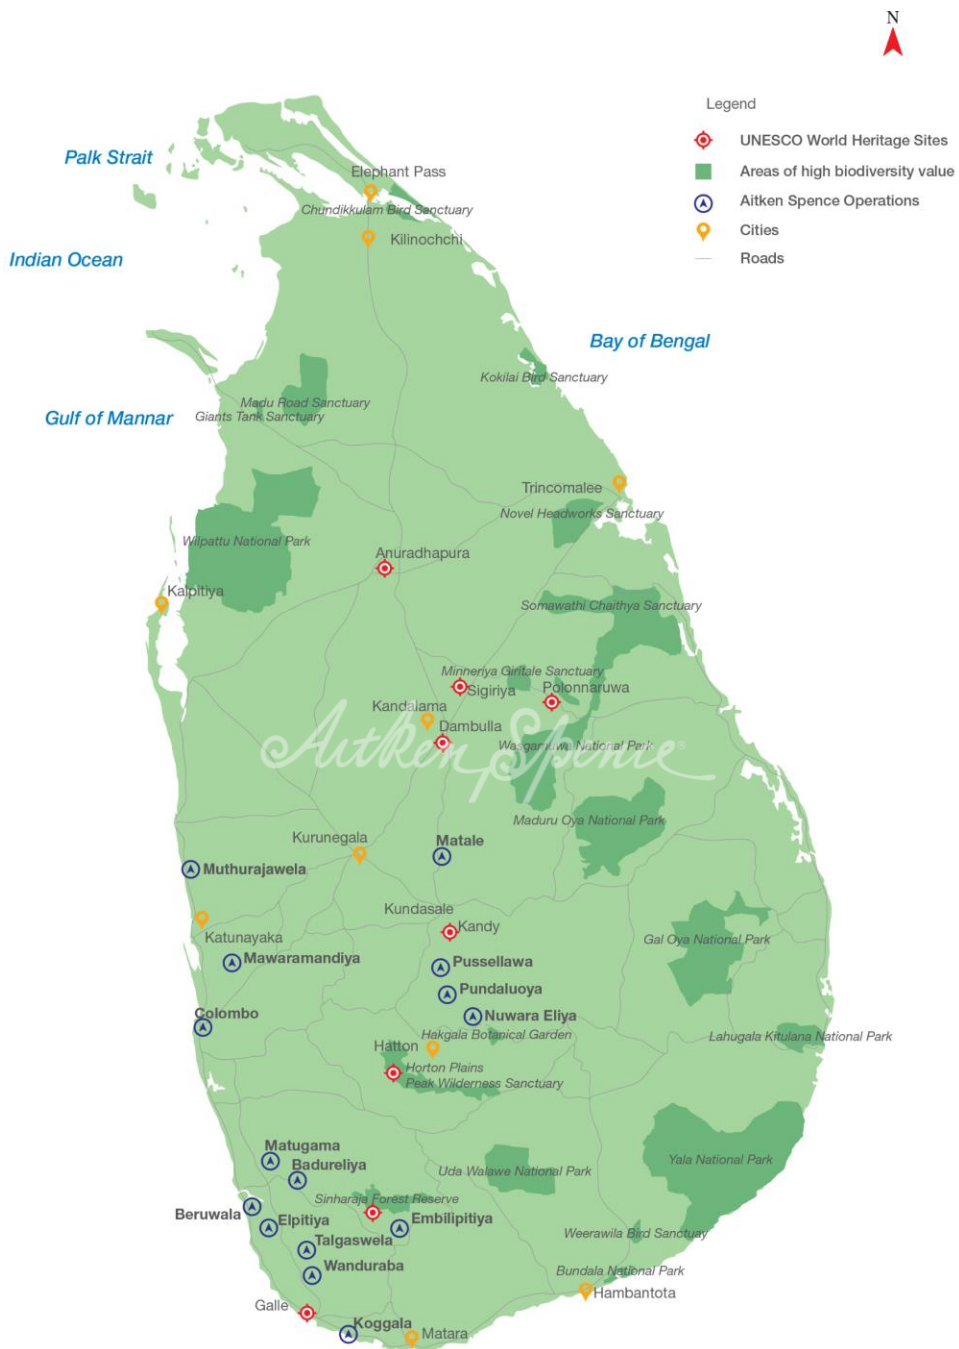 N
Legend
UNESCO World Heritage Sites
Areas of high biodiversity value
Aitken Spence Operations
Cities
Roads
Palk Strait
Elephant Pass
Chundikkulam Bird Sanctuary
Kilinochchi
Indian Ocean
Bay of Bengal
Kokilai Bird Sanctuary
Madu Road Sanctuary
Giants Tank Sanctuary
Gulf of Mannar
Trincomalee
Novel Headworks Sanctuary
Wilpattu National Park
Anuradhapura
Kalpitiya
Somawathi Chaithya Sanctuary
Minneriya Giritale Sanctuary
Sigiriya
Polonnaruwa
Kandalama
Dambulla
Aitken Spence
Wasgamuwu National Park
Maduru Oya National Park
Kurunegala
Matale
Muthurajawela
Kundasale
Kandy
Katunayaka
Gal Oya National Park
Mawaramandiya
Pussellawa
Pundaluoya
Colombo
Nuwara Eliya
Hakgala Botanical Garden
Lahugala Kitulana National Park
Hatton
Horton Plains
Peak Wilderness Sanctuary
Matugama
Badureliya
Yala National Park
Uda Walawe National Park
Sinharaja Forest Reserve
Beruwala
Elpitiya
Embilipitiya
Talgaswela
Weerawila Bird Sanctuay
Wanduraba
Bundala National Park
Hambantota
Galle
Koggala
Matara